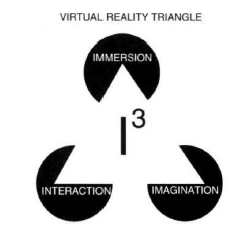 VIRTUAL REALITY TRIANGLE
IMMERSION
I³
INTERACTION
IMAGINATION